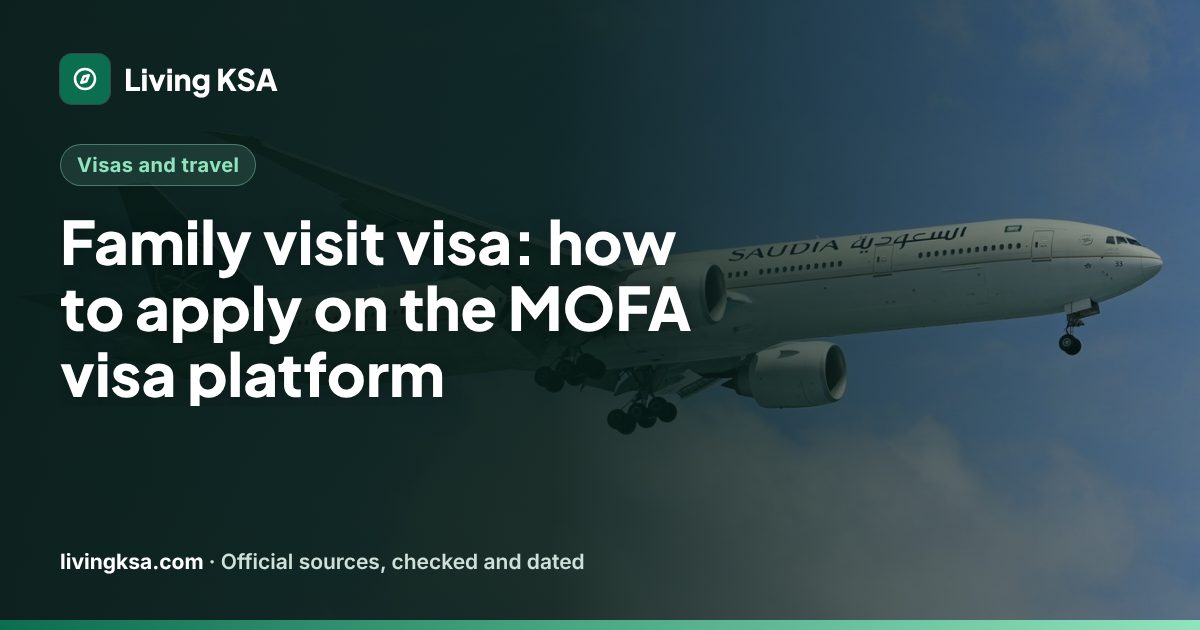 Living KSA
Visas and travel
Family visit visa: how
to apply on the MOFA
visa platform
SAUDIA السعودية
33
livingksa.com · Official sources, checked and dated